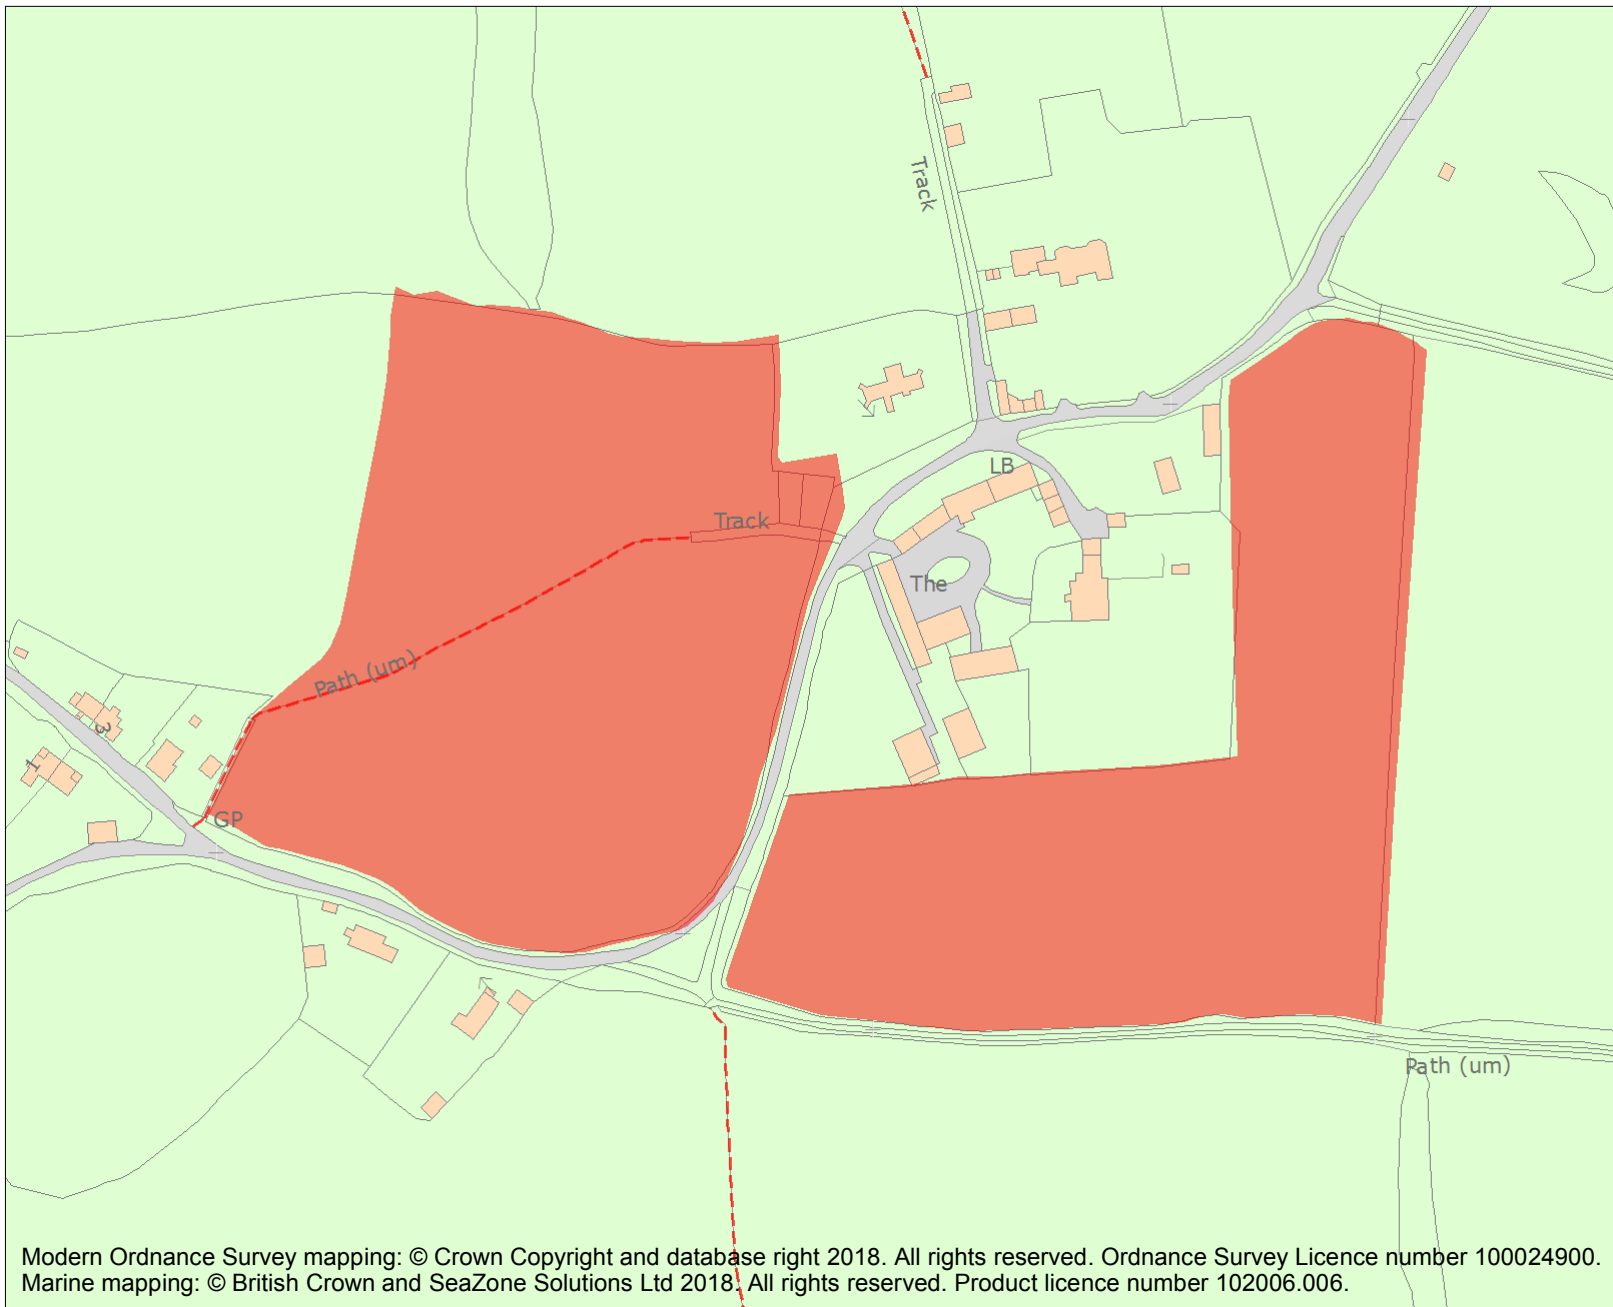 Track
LB
Track
The
Path (um)
3
1
GP
Path (um)
Modern Ordnance Survey mapping: © Crown Copyright and database right 2018. All rights reserved. Ordnance Survey Licence number 100024900.
Marine mapping: © British Crown and SeaZone Solutions Ltd 2018. All rights reserved. Product licence number 102006.006.